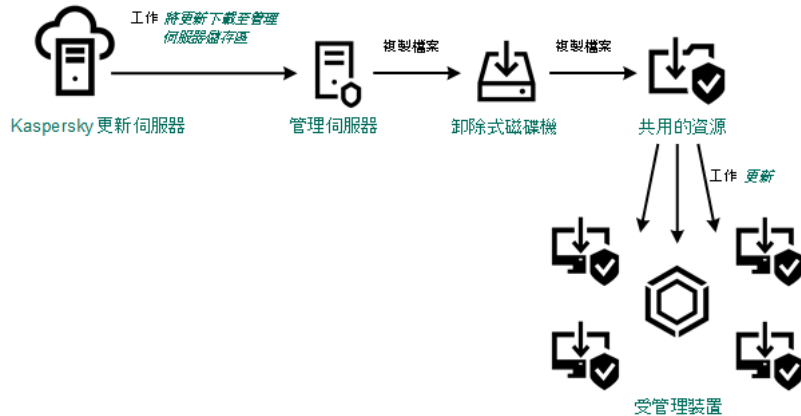 工作 將更新下載至管理
伺服器儲存區
複製檔案
複製檔案
Kaspersky 更新伺服器
管理伺服器
卸除式磁碟機
共用的資源
工作 更新
受管理裝置